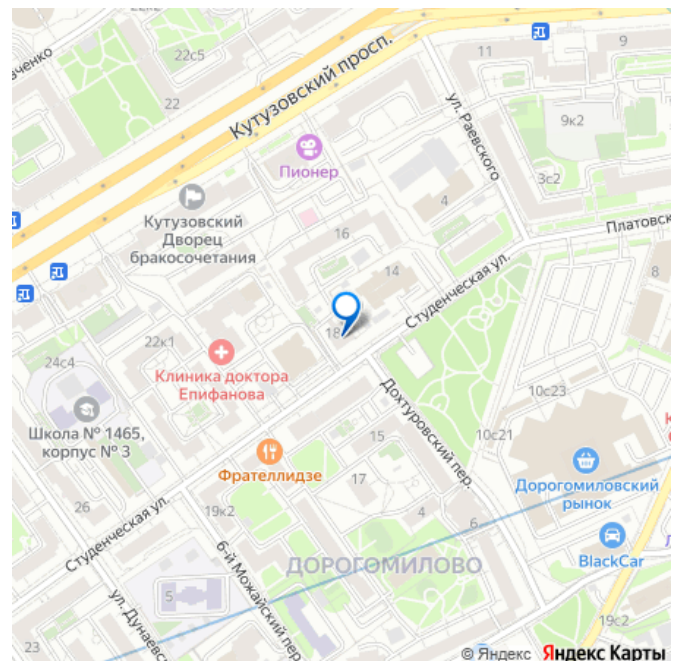 22к2
9
11
22с5
Кутузовский просп.
22
ул. Раевского
9к2
Пионер
3с2
Кутузовский
Дворец
бракосочетания
4
Платовск
16
14
8
Студенческая ул.
18
22к1
24с4
Клиника доктора
Епифанова
10с23
Школа № 1465,
корпус № 3
Дохтуровский пер.
10с21
15
Фрателлидзе
17
Дорогомиловский
рынок
26
19к2
4
6
Студенческая ул.
BlackCar
6-й Можайский пер.
ДОРОГОМИЛОВО
5
19с2
ул. Дунаевс
23
© Яндекс Яндекс Карты